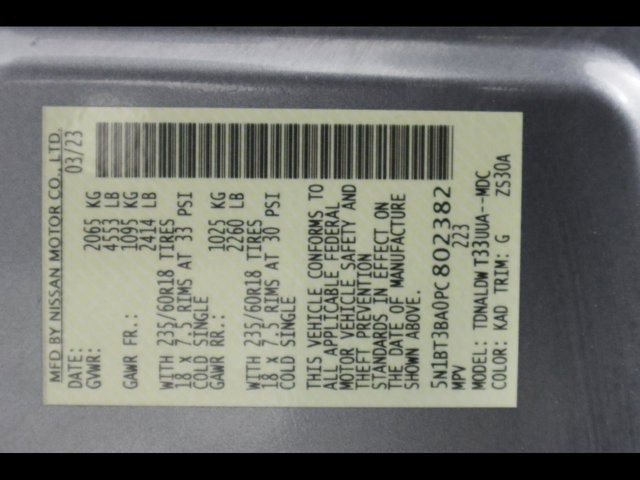 MFD BY NISSAN MOTOR CO., LTD.
DATE: 03/23
GVWR: 2065 KG
4553 LB
GAWR FR.: 1095 KG
2414 LB
WITH 235/60R18 TIRES
18 x 7.5 RIMS AT 33 PSI
COLD SINGLE
GAWR RR.: 1025 KG
2260 LB
WITH 235/60R18 TIRES
18 x 7.5 RIMS AT 30 PSI
COLD SINGLE
THIS VEHICLE CONFORMS TO
ALL APPLICABLE FEDERAL
MOTOR VEHICLE SAFETY AND
THEFT PREVENTION
STANDARDS IN EFFECT ON
THE DATE OF MANUFACTURE
SHOWN ABOVE.
5N1BT3BA0PC802382
MPV 223
MODEL: TDNALDW T33UUA--MDC
COLOR: KAD TRIM: G ZS30A